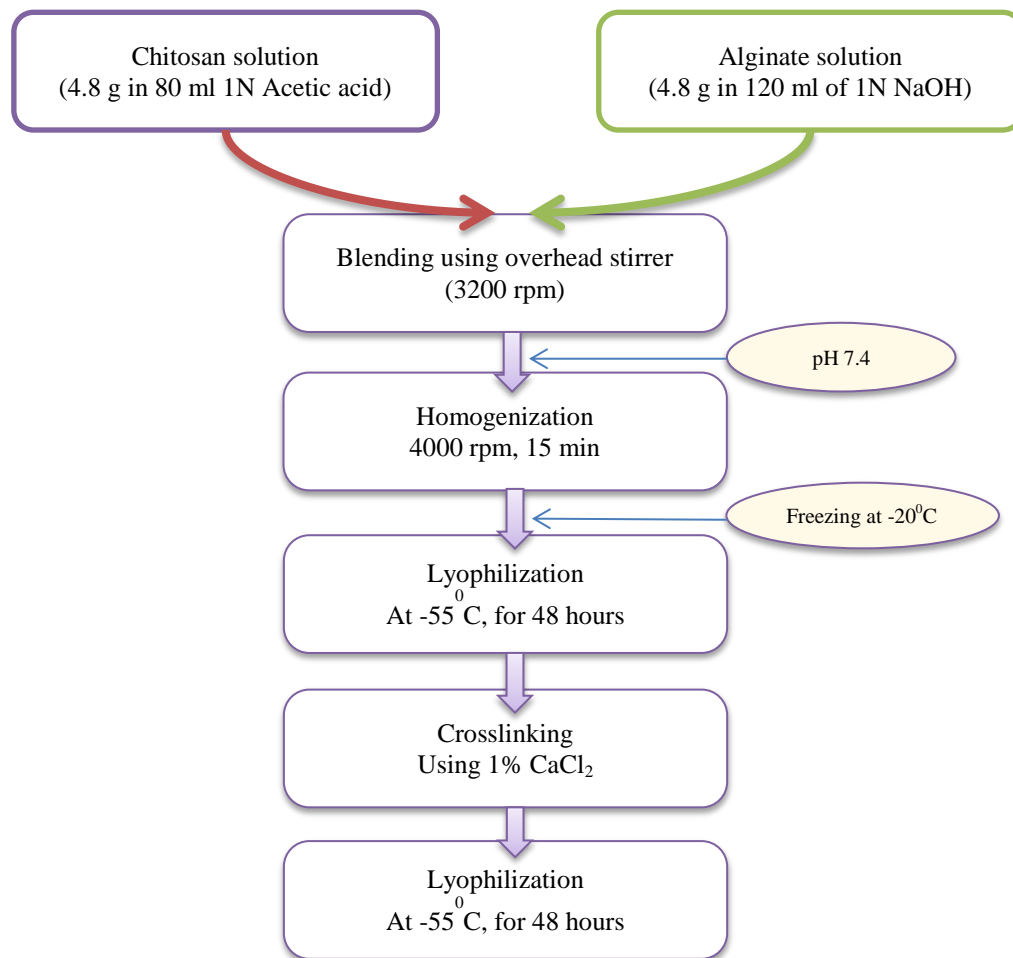 Chitosan solution
(4.8 g in 80 ml 1N Acetic acid)
Alginate solution
(4.8 g in 120 ml of 1N NaOH)
Blending using overhead stirrer
(3200 rpm)
pH 7.4
Homogenization
4000 rpm, 15 min
Freezing at -20⁰C
Lyophilization
At -55⁰C, for 48 hours
Crosslinking
Using 1% CaCl₂
Lyophilization
At -55⁰C, for 48 hours